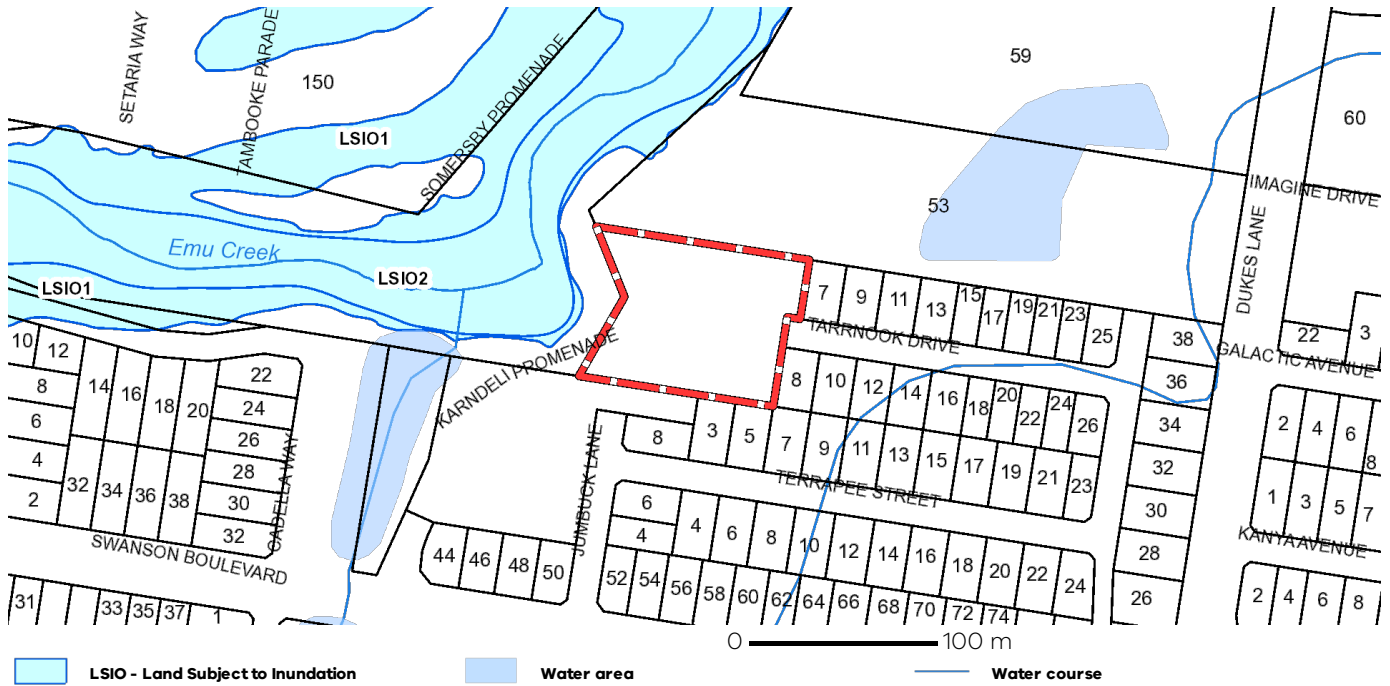 SETARIA WAY
TAMBOOKE PARADE
150
LSIO1
SOMERSBY PROMENADE
59
60
IMAGINE DRIVE
53
DUKES LANE
Emu Creek
LSIO2
LSIO1
7 9 11 13 15 17 19 21 23 25
TARRNOOK DRIVE
38
36
34
32
30
28
26
22 3
GALACTIC AVENUE
KARNDELI PROMENADE
10 12
8
6
4
2
14 16 18 20
22
24
26
28
30
32
32 34 36 38
CADELLA WAY
SWANSON BOULEVARD
31 33 35 37 1
8 10 12 14 16 18 20 22 24 26
8 3 5 7 9 11 13 15 17 19 21 23
TERRAPEE STREET
JUMBUCK LANE
6
4
4 6 8 10 12 14 16 18 20 22 24
44 46 48 50
52 54 56 58 60 62 64 66 68 70 72 74
2 4 6 8
1 3 5 7
KANYA AVENUE
2 4 6 8
0 100 m
LSIO - Land Subject to Inundation
Water area
Water course